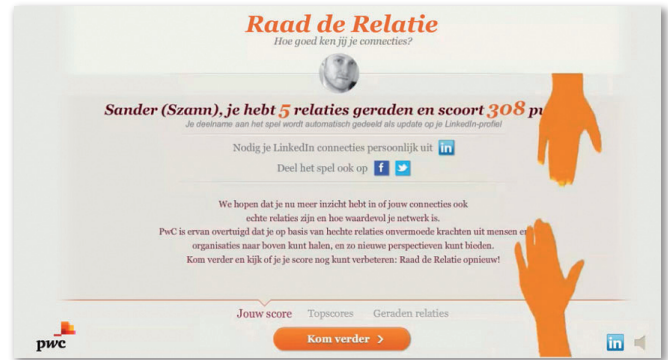 Raad de Relatie
Hoe goed ken jij je connecties?
Sander (Szann), je hebt 5 relaties geraden en scoort 308
Je deelname aan het spel wordt automatisch gedeeld als update op je LinkedIn-profiel
Nodig je LinkedIn connecties persoonlijk uit in
Deel het spel ook op f
We hopen dat je nu meer inzicht hebt in of jouw connecties ook
echte relaties zijn en hoe waardevol je netwerk is.
PwC is ervan overtuigd dat je op basis van hechte relaties onvermoede krachten uit mensen
organisaties naar boven kunt halen, en zo nieuwe perspectieven kunt bieden.
Kom verder en kijk of je je score nog kunt verbeteren: Raad de Relatie opnieuw!
Jouw score Topscores Geraden relaties
Kom verder
pwc
in